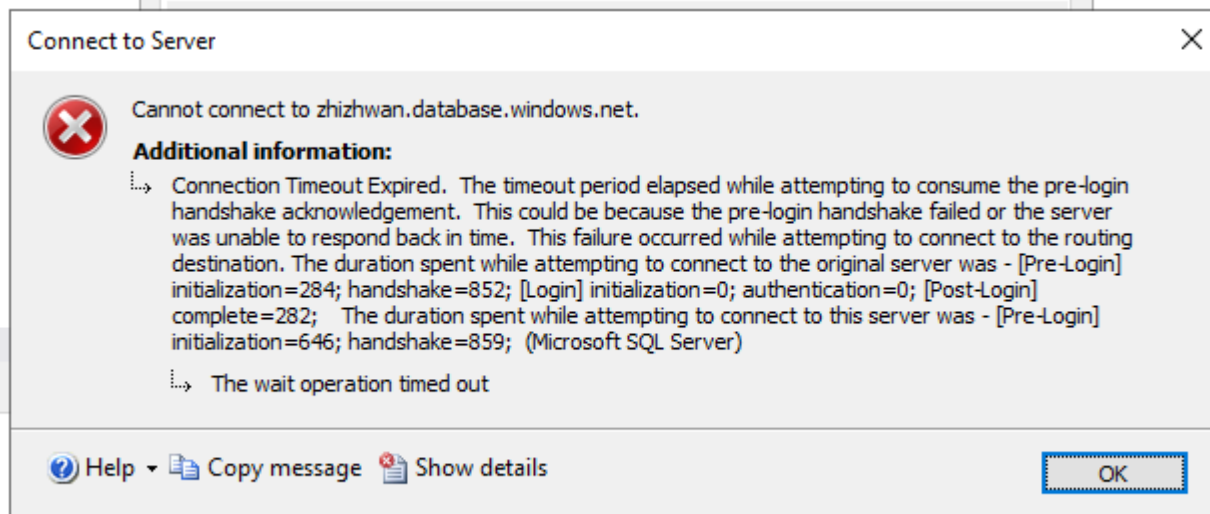 Connect to Server
Cannot connect to zhizhwan.database.windows.net.
Additional information:
Connection Timeout Expired.  The timeout period elapsed while attempting to consume the pre-login
handshake acknowledgement.  This could be because the pre-login handshake failed or the server
was unable to respond back in time.  This failure occurred while attempting to connect to the routing
destination. The duration spent while attempting to connect to the original server was - [Pre-Login]
initialization=284; handshake=852; [Login] initialization=0; authentication=0; [Post-Login]
complete=282;    The duration spent while attempting to connect to this server was - [Pre-Login]
initialization=646; handshake=859;  (Microsoft SQL Server)
The wait operation timed out
Help Copy message Show details OK